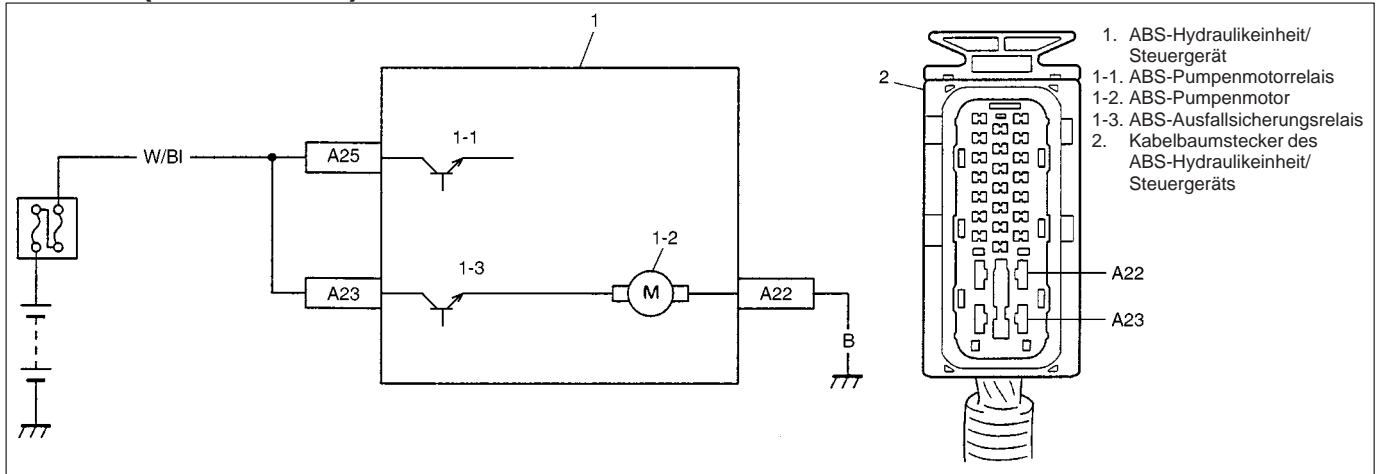 1
W/Bl
A25
1-1
A23
1-3
1-2
M
A22
B
2
A22
A23
1. ABS-Hydraulikeinheit/
Steuergerät
1-1. ABS-Pumpenmotorrelais
1-2. ABS-Pumpenmotor
1-3. ABS-Ausfallsicherungsrelais
2. Kabelbaumstecker des
ABS-Hydraulikeinheit/
Steuergeräts